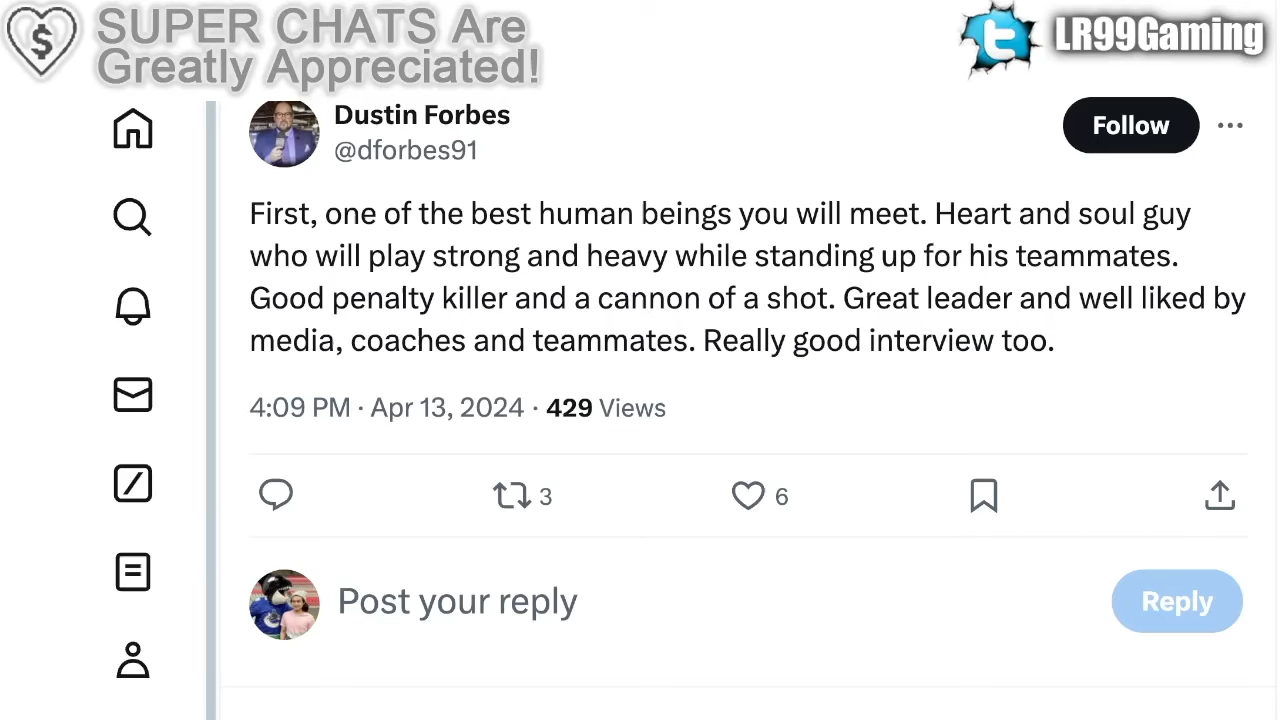 SUPER CHATS Are
Greatly Appreciated!
LR99Gaming
Dustin Forbes
@dforbes91
Follow
First, one of the best human beings you will meet. Heart and soul guy
who will play strong and heavy while standing up for his teammates.
Good penalty killer and a cannon of a shot. Great leader and well liked by
media, coaches and teammates. Really good interview too.
4:09 PM · Apr 13, 2024 · 429 Views
3
6
Post your reply
Reply